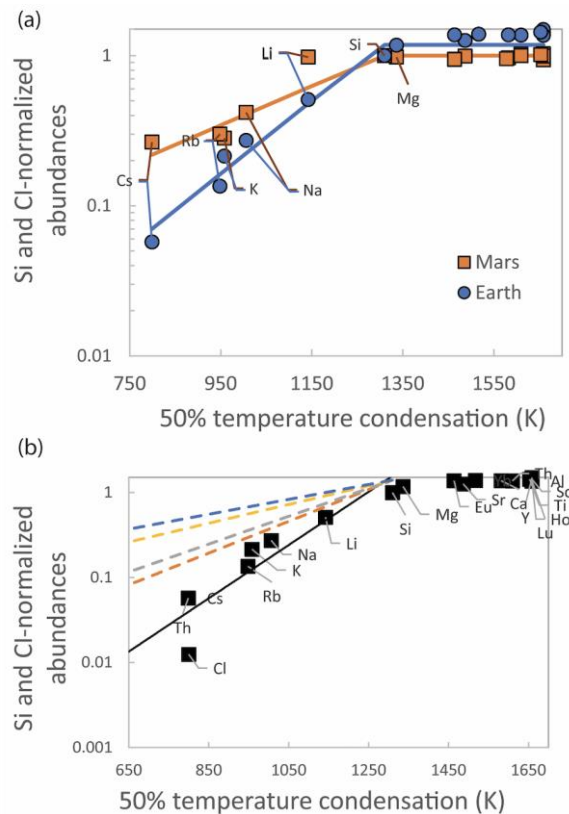 (a)
1
0.1
0.01
Si and CI-normalized
abundances
Li
Si
Mg
Rb
K
Na
Cs
Mars
Earth
750
950
1150
1350
1550
50% temperature condensation (K)
(b)
1
0.1
0.01
0.001
Si and CI-normalized
abundances
Th
Al
Sc
Sr
Ca
Ti
Eu
Y
Ho
Lu
Mg
Si
Li
Na
K
Rb
Cs
Th
Cl
650
850
1050
1250
1450
1650
50% temperature condensation (K)